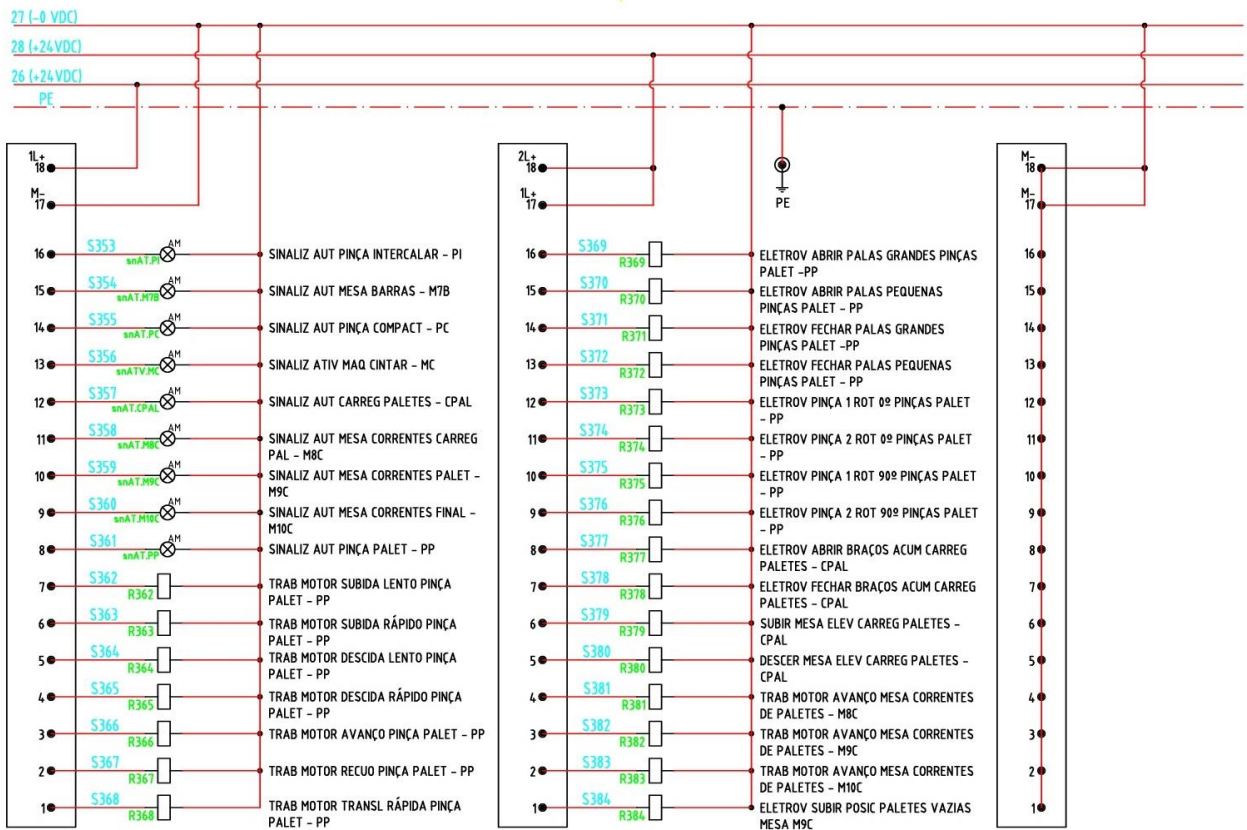 27 (-0 VDC)
28 (+24VDC)
26 (+24VDC)
PE
1L+
18
M-
17
16 S353 snAT.PI AM SINALIZ AUT PINÇA INTERCALAR - PI
15 S354 snAT.M7B AM SINALIZ AUT MESA BARRAS - M7B
14 S355 snAT.PC AM SINALIZ AUT PINÇA COMPACT - PC
13 S356 snATV.MC AM SINALIZ ATIV MAQ CINTAR - MC
12 S357 snAT.CPAL AM SINALIZ AUT CARREG PALETES - CPAL
11 S358 snAT.M8C AM SINALIZ AUT MESA CORRENTES CARREG
PAL - M8C
10 S359 snAT.M9C AM SINALIZ AUT MESA CORRENTES PALET -
M9C
9 S360 snAT.M10C AM SINALIZ AUT MESA CORRENTES FINAL -
M10C
8 S361 snAT.PP AM SINALIZ AUT PINÇA PALET - PP
7 S362 R362 TRAB MOTOR SUBIDA LENTO PINÇA
PALET - PP
6 S363 R363 TRAB MOTOR SUBIDA RÁPIDO PINÇA
PALET - PP
5 S364 R364 TRAB MOTOR DESCIDA LENTO PINÇA
PALET - PP
4 S365 R365 TRAB MOTOR DESCIDA RÁPIDO PINÇA
PALET - PP
3 S366 R366 TRAB MOTOR AVANÇO PINÇA PALET - PP
2 S367 R367 TRAB MOTOR RECUO PINÇA PALET - PP
1 S368 R368 TRAB MOTOR TRANSL RÁPIDA PINÇA
PALET - PP
2L+
18
1L+
17
PE
16 S369 R369 ELETROV ABRIR PALAS GRANDES PINÇAS
PALET -PP
15 S370 R370 ELETROV ABRIR PALAS PEQUENAS
PINÇAS PALET - PP
14 S371 R371 ELETROV FECHAR PALAS GRANDES
PINÇAS PALET -PP
13 S372 R372 ELETROV FECHAR PALAS PEQUENAS
PINÇAS PALET - PP
12 S373 R373 ELETROV PINÇA 1 ROT 0º PINÇAS PALET
- PP
11 S374 R374 ELETROV PINÇA 2 ROT 0º PINÇAS PALET
- PP
10 S375 R375 ELETROV PINÇA 1 ROT 90º PINÇAS PALET
- PP
9 S376 R376 ELETROV PINÇA 2 ROT 90º PINÇAS PALET
- PP
8 S377 R377 ELETROV ABRIR BRAÇOS ACUM CARREG
PALETES - CPAL
7 S378 R378 ELETROV FECHAR BRAÇOS ACUM CARREG
PALETES - CPAL
6 S379 R379 SUBIR MESA ELEV CARREG PALETES -
CPAL
5 S380 R380 DESCER MESA ELEV CARREG PALETES -
CPAL
4 S381 R381 TRAB MOTOR AVANÇO MESA CORRENTES
DE PALETES - M8C
3 S382 R382 TRAB MOTOR AVANÇO MESA CORRENTES
DE PALETES - M9C
2 S383 R383 TRAB MOTOR AVANÇO MESA CORRENTES
DE PALETES - M10C
1 S384 R384 ELETROV SUBIR POSIC PALETES VAZIAS
MESA M9C
M-
18
M-
17
16
15
14
13
12
11
10
9
8
7
6
5
4
3
2
1